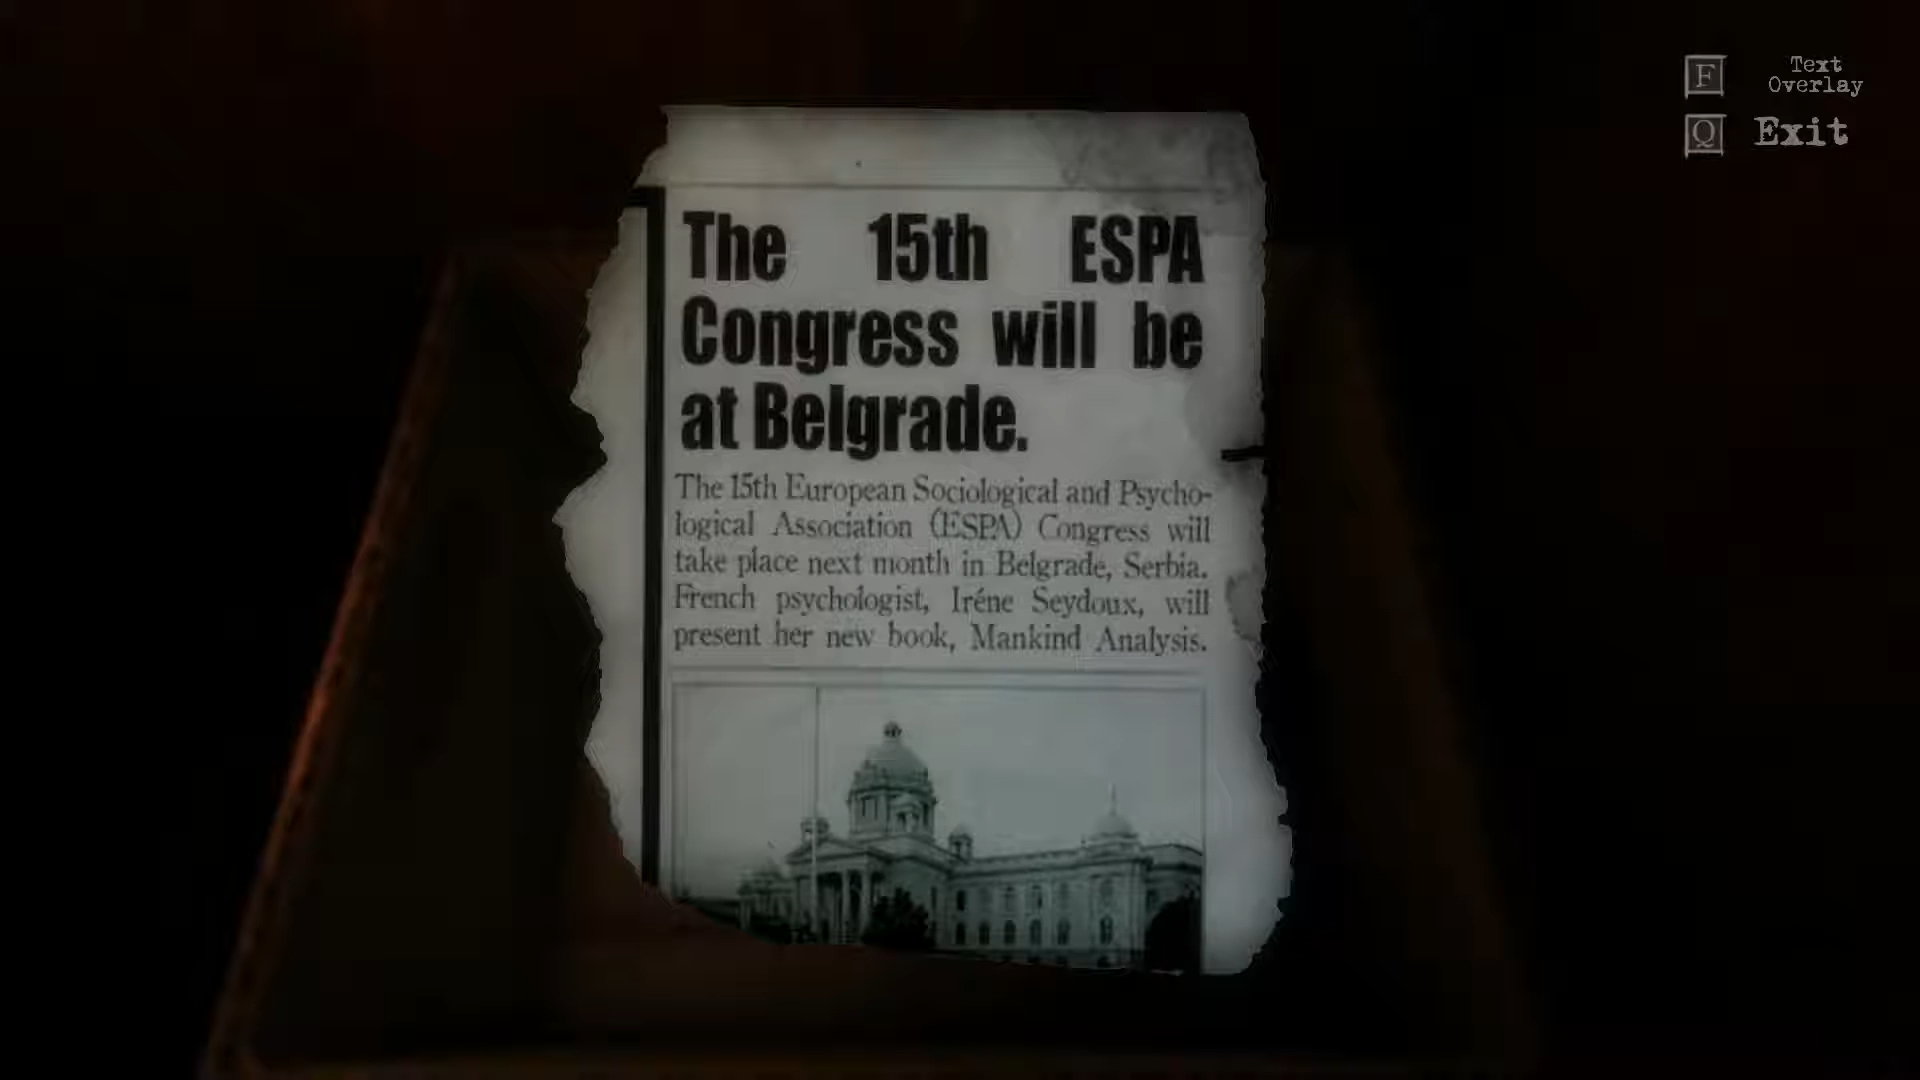 Text
Overlay
Exit
F
Q
The 15th ESPA
Congress will be
at Belgrade.
The 15th European Sociological and Psycho-
logical Association (ESPA) Congress will
take place next month in Belgrade, Serbia.
French psychologist, Iréne Seydoux, will
present her new book, Mankind Analysis.